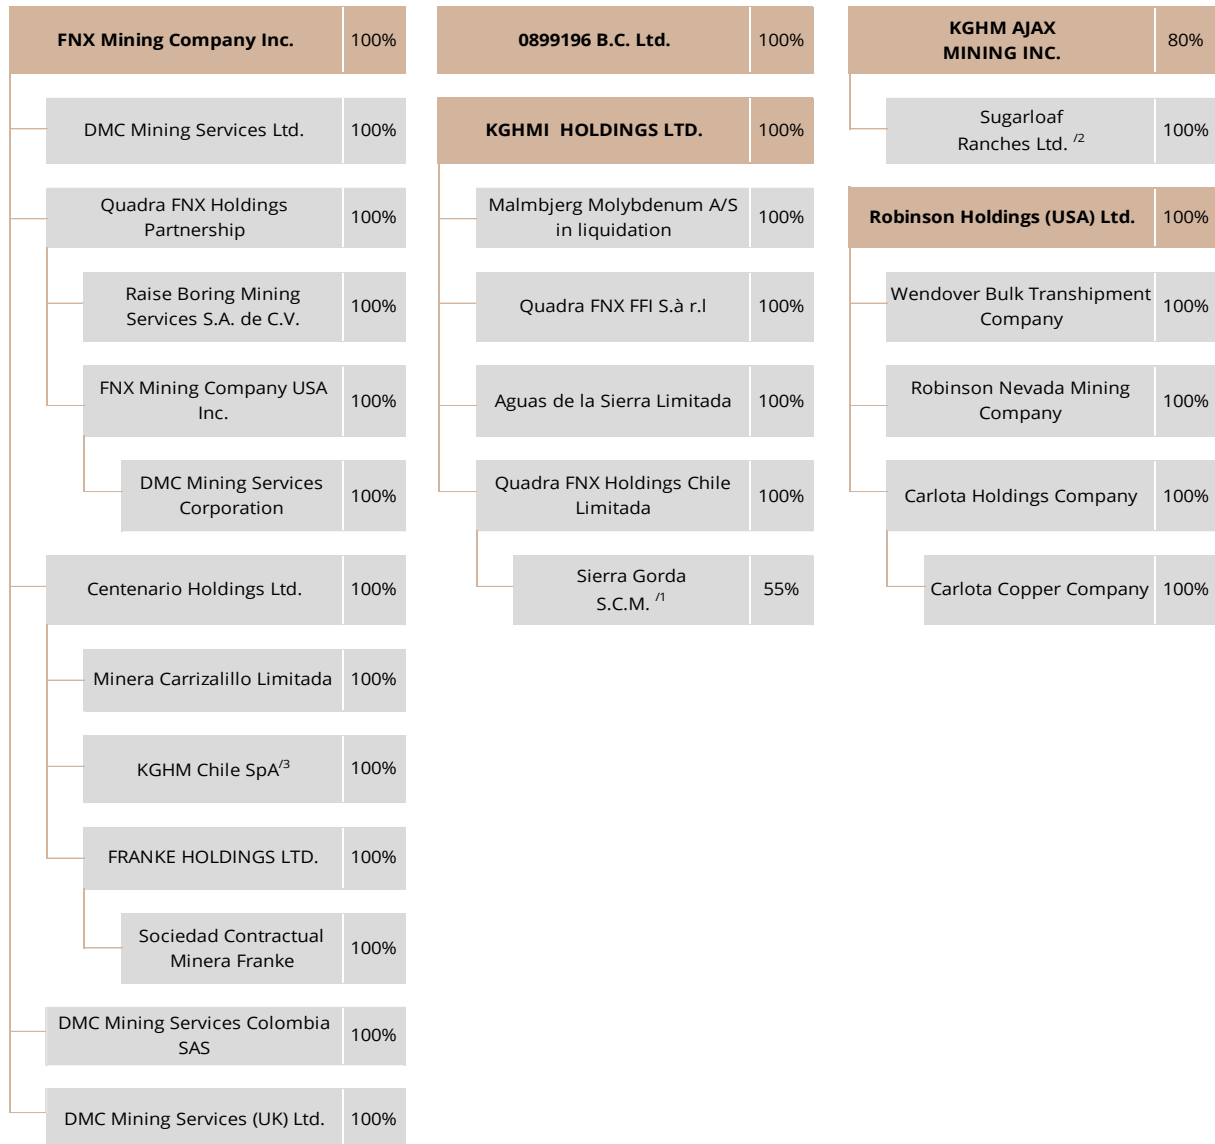 FNX Mining Company Inc. 100%
DMC Mining Services Ltd. 100%
Quadra FNX Holdings
Partnership
100%
Raise Boring Mining
Services S.A. de C.V.
100%
FNX Mining Company USA
Inc.
100%
DMC Mining Services
Corporation
100%
Centenario Holdings Ltd. 100%
Minera Carrizalillo Limitada 100%
KGHM Chile SpA/3 100%
FRANKE HOLDINGS LTD. 100%
Sociedad Contractual
Minera Franke
100%
DMC Mining Services Colombia
SAS
100%
DMC Mining Services (UK) Ltd. 100%
0899196 B.C. Ltd. 100%
KGHMI HOLDINGS LTD. 100%
Malmbjerg Molybdenum A/S
in liquidation
100%
Quadra FNX FFI S.à r.l 100%
Aguas de la Sierra Limitada 100%
Quadra FNX Holdings Chile
Limitada
100%
Sierra Gorda
S.C.M. /1
55%
KGHM AJAX
MINING INC.
80%
Sugarloaf
Ranches Ltd. /2
100%
Robinson Holdings (USA) Ltd. 100%
Wendover Bulk Transhipment
Company
100%
Robinson Nevada Mining
Company
100%
Carlota Holdings Company 100%
Carlota Copper Company 100%